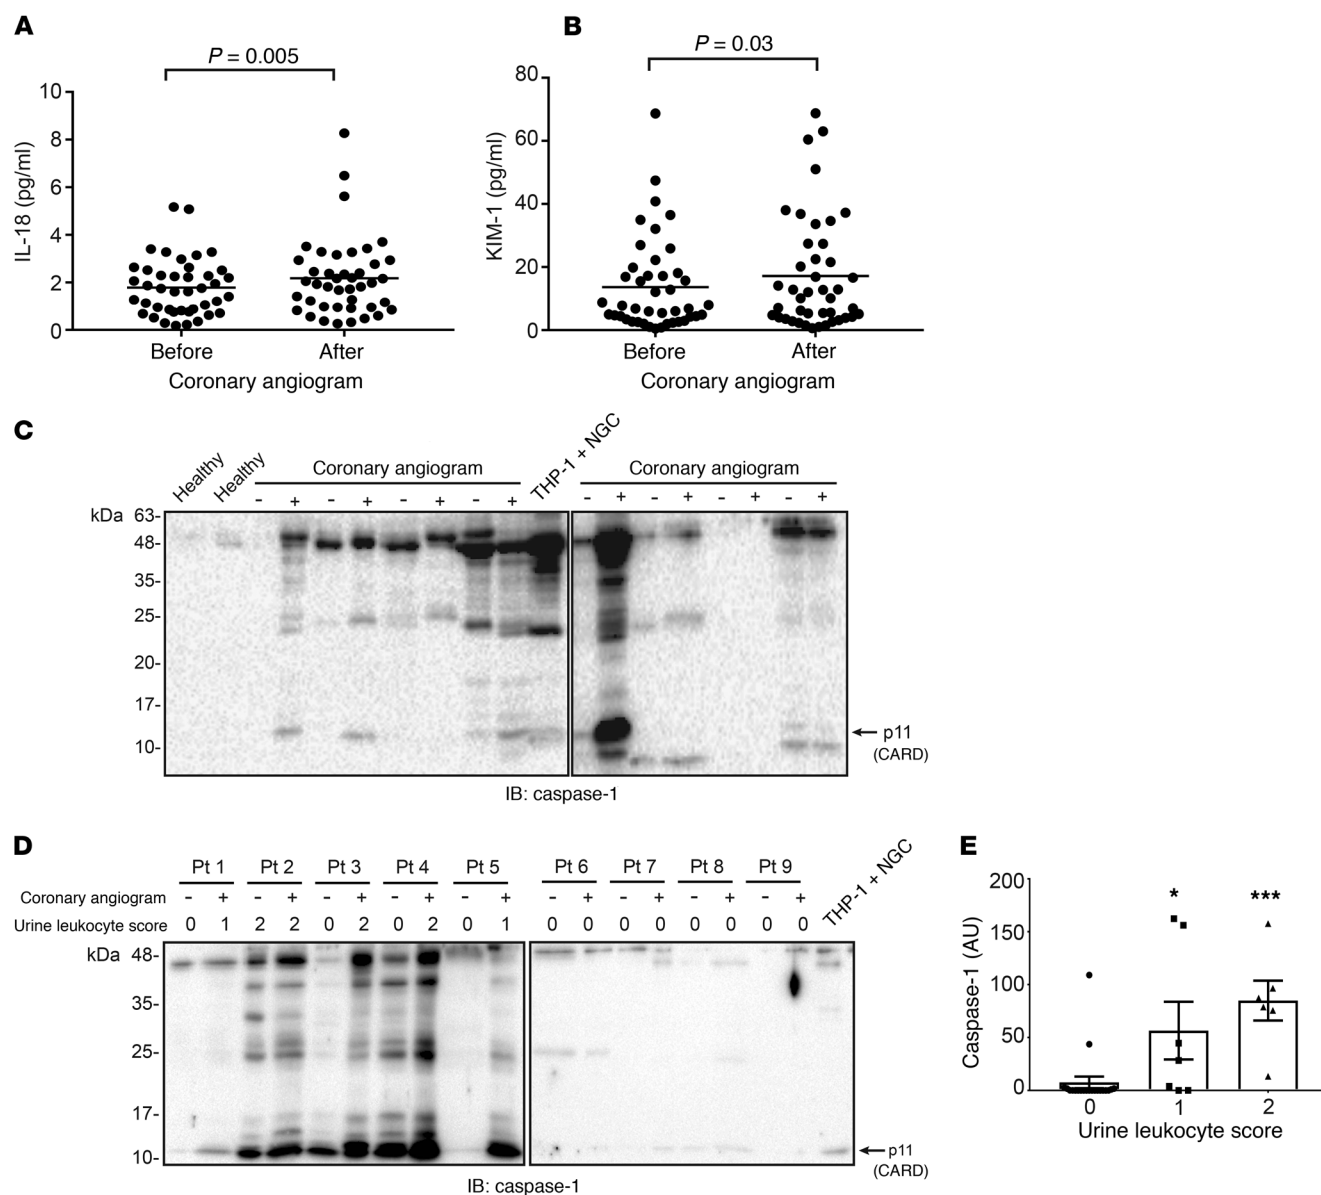 A
P = 0.005
IL-18 (pg/ml)
10
8
6
4
2
0
Before After
Coronary angiogram
B
P = 0.03
KIM-1 (pg/ml)
80
60
40
20
0
Before After
Coronary angiogram
C
Healthy Healthy Coronary angiogram THP-1 + NGC Coronary angiogram
- + - + - + - + - + - + - + - +
kDa 63-
48-
35-
25-
20-
17-
10-
p11
(CARD)
IB: caspase-1
D
Pt 1 Pt 2 Pt 3 Pt 4 Pt 5 Pt 6 Pt 7 Pt 8 Pt 9 THP-1 + NGC
Coronary angiogram - + - + - + - + - + - + - + - + - +
Urine leukocyte score 0 1 2 2 0 2 0 2 0 1 0 0 0 0 0 0 0 0
kDa 48-
35-
25-
17-
10-
p11
(CARD)
IB: caspase-1
E
Caspase-1 (AU)
200
150
100
50
0
* ***
0 1 2
Urine leukocyte score